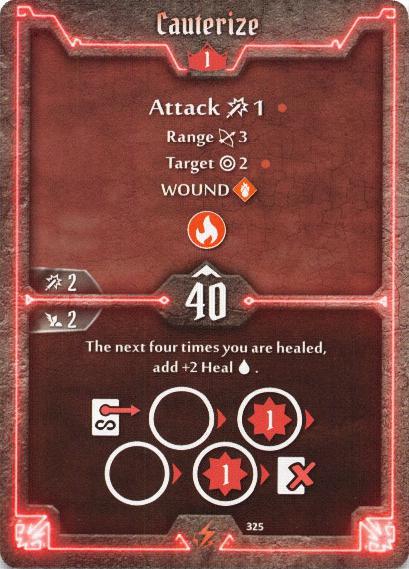 Cauterize
1
Attack 1
Range 3
Target 2
WOUND
2
40
2
The next four times you are healed,
add +2 Heal .
1
1
325